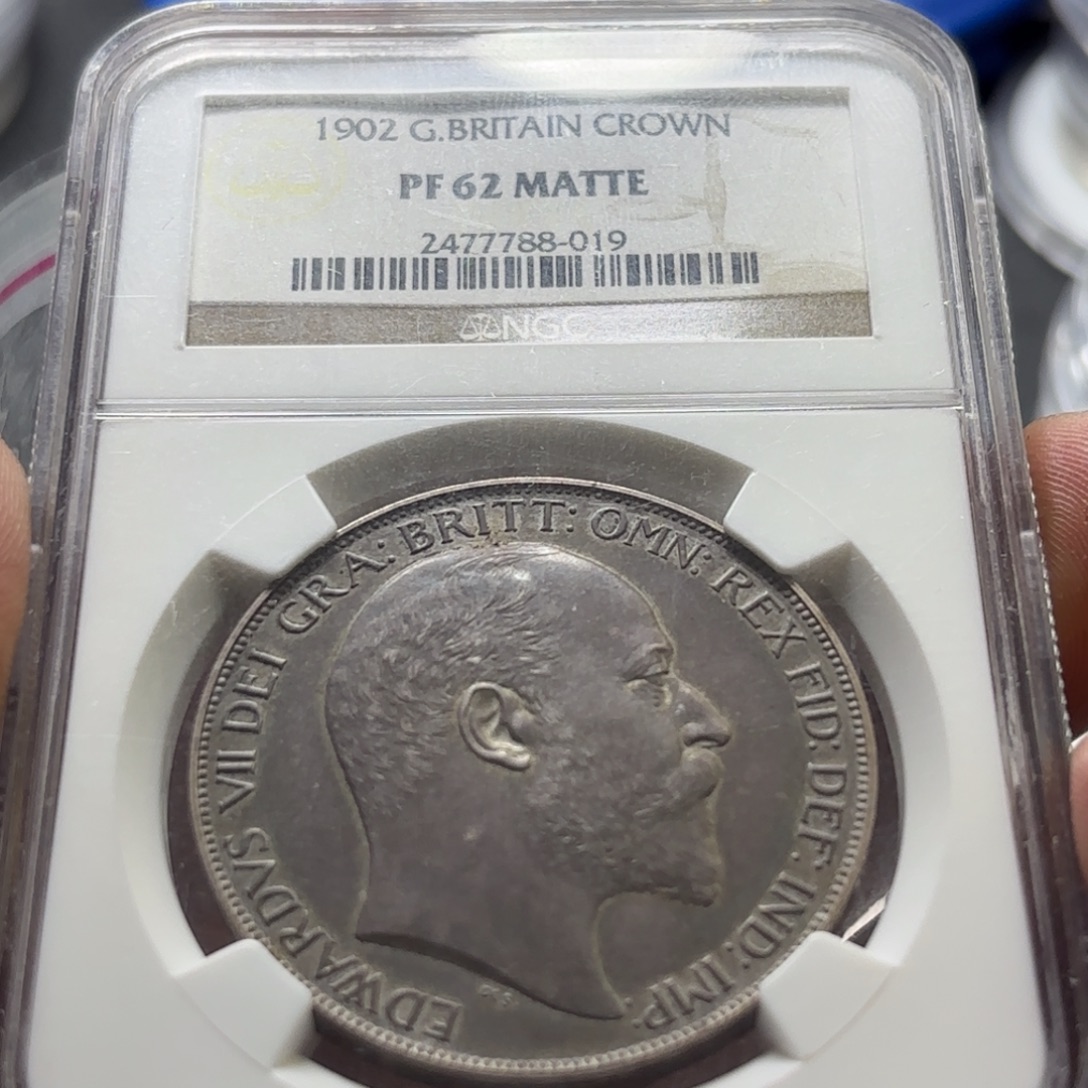 1902 G.BRITAIN CROWN
PF 62 MATTE
2477788-019
NGC
EDWARDVS VII DEI GRA: BRITT: OMN: REX FID: DEF: IND: IMP: